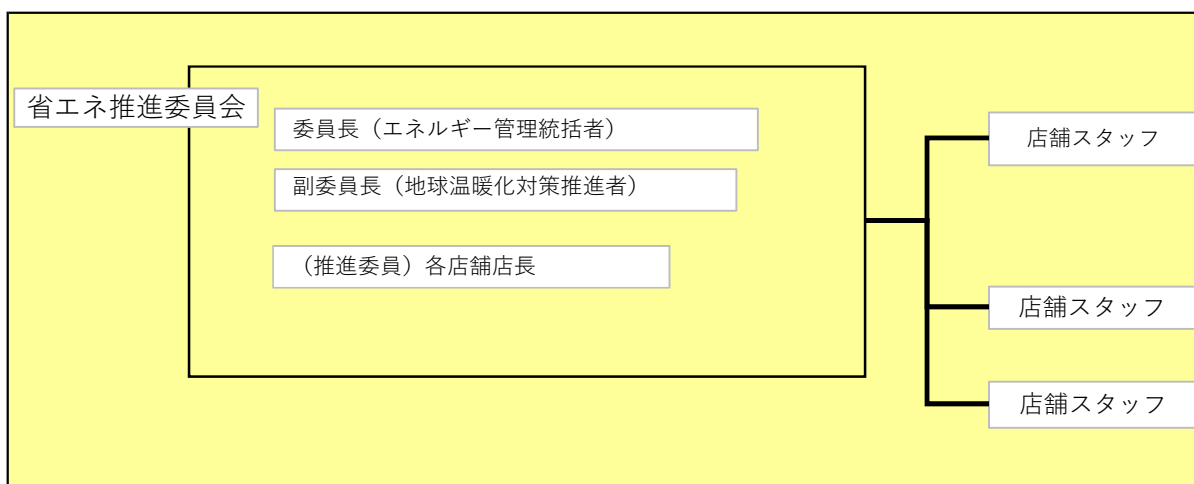 省エネ推進委員会
委員長（エネルギー管理統括者）
副委員長（地球温暖化対策推進者）
（推進委員）各店舗店長
店舗スタッフ
店舗スタッフ
店舗スタッフ